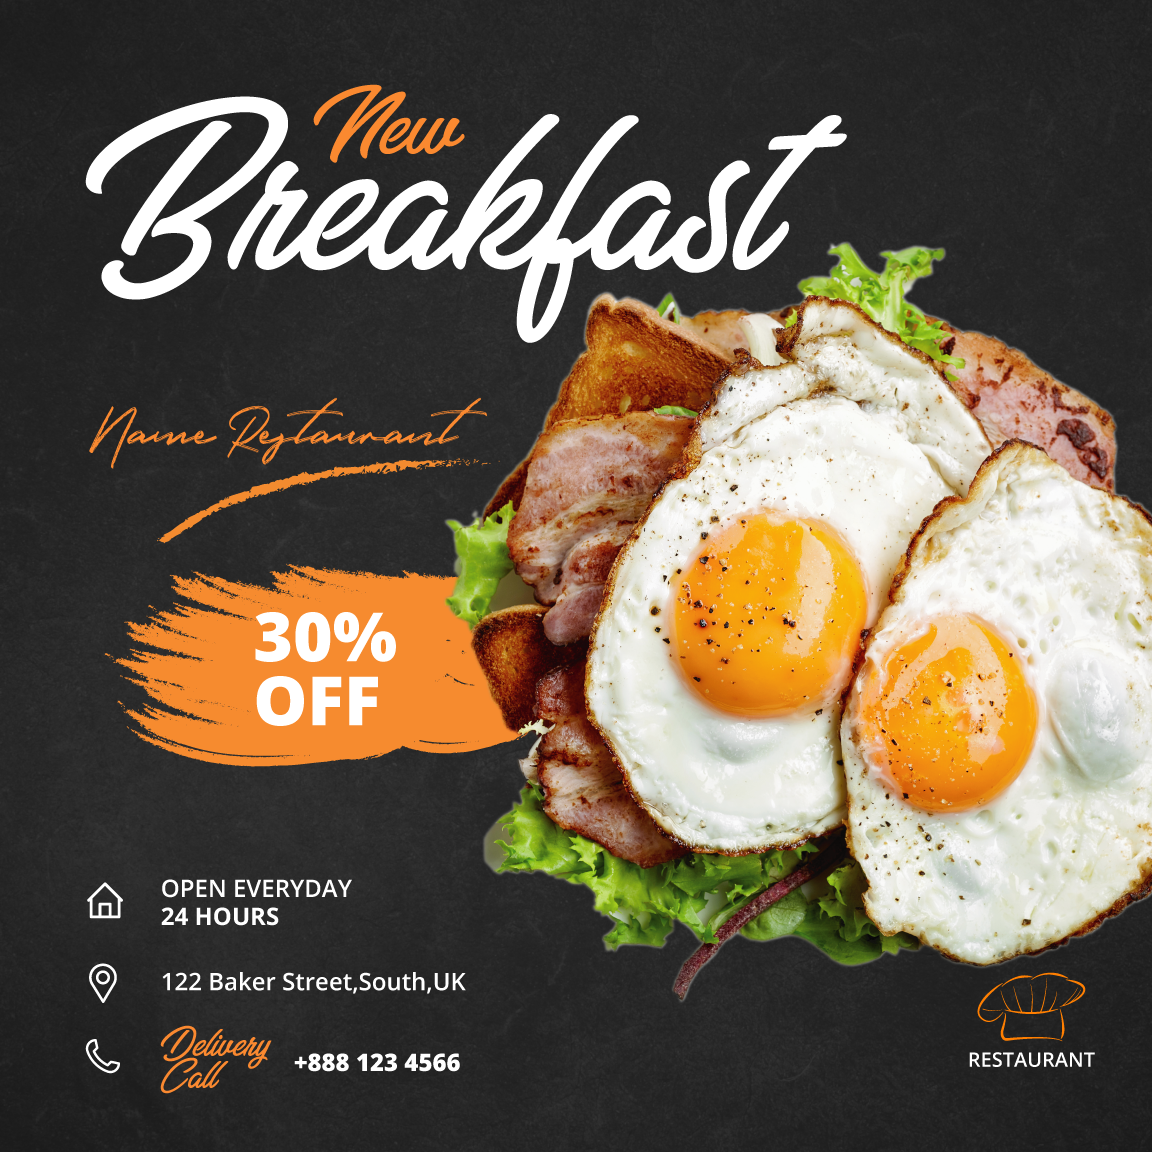 New
Breakfast
Name Restaurant
30%
OFF
OPEN EVERYDAY
24 HOURS
122 Baker Street,South,UK
Delivery
Call
+888 123 4566
RESTAURANT